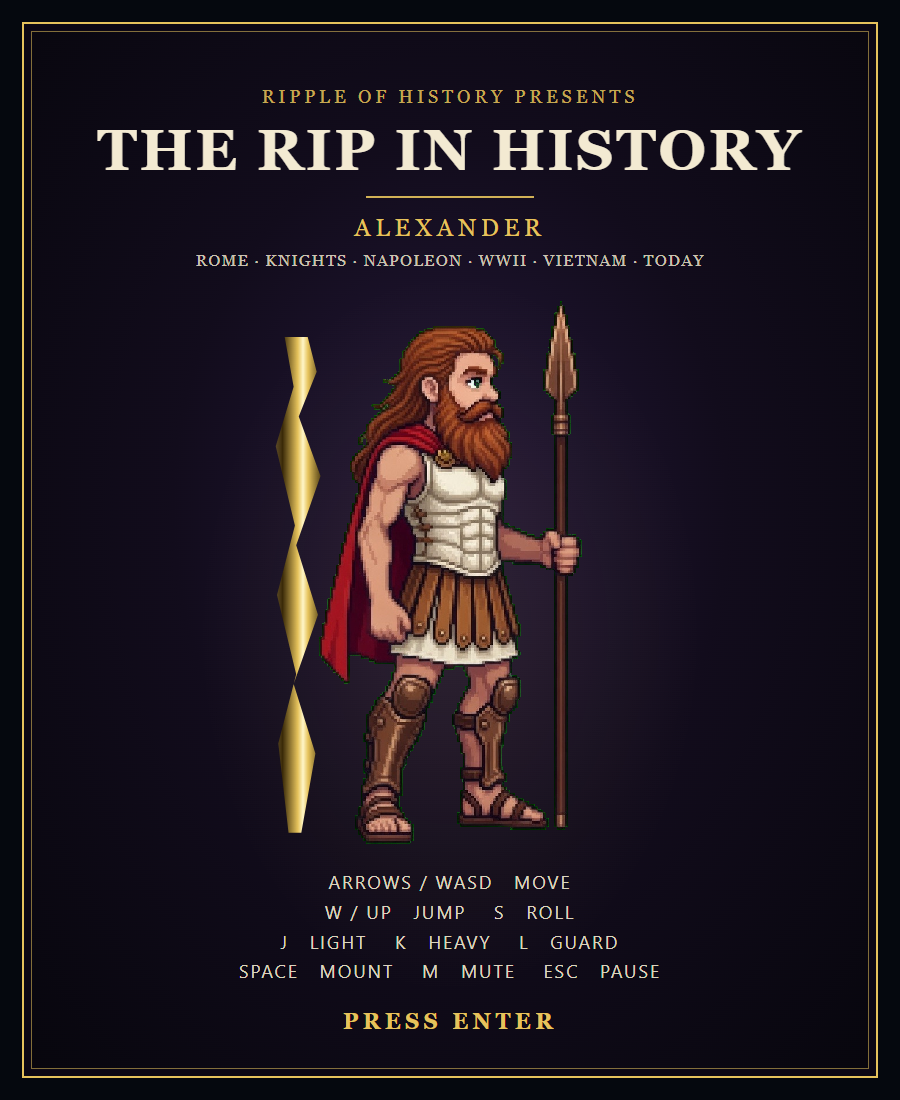 RIPPLE OF HISTORY PRESENTS
THE RIP IN HISTORY
ALEXANDER
ROME · KNIGHTS · NAPOLEON · WWII · VIETNAM · TODAY
ARROWS / WASD MOVE
W / UP JUMP S ROLL
J LIGHT K HEAVY L GUARD
SPACE MOUNT M MUTE ESC PAUSE
PRESS ENTER